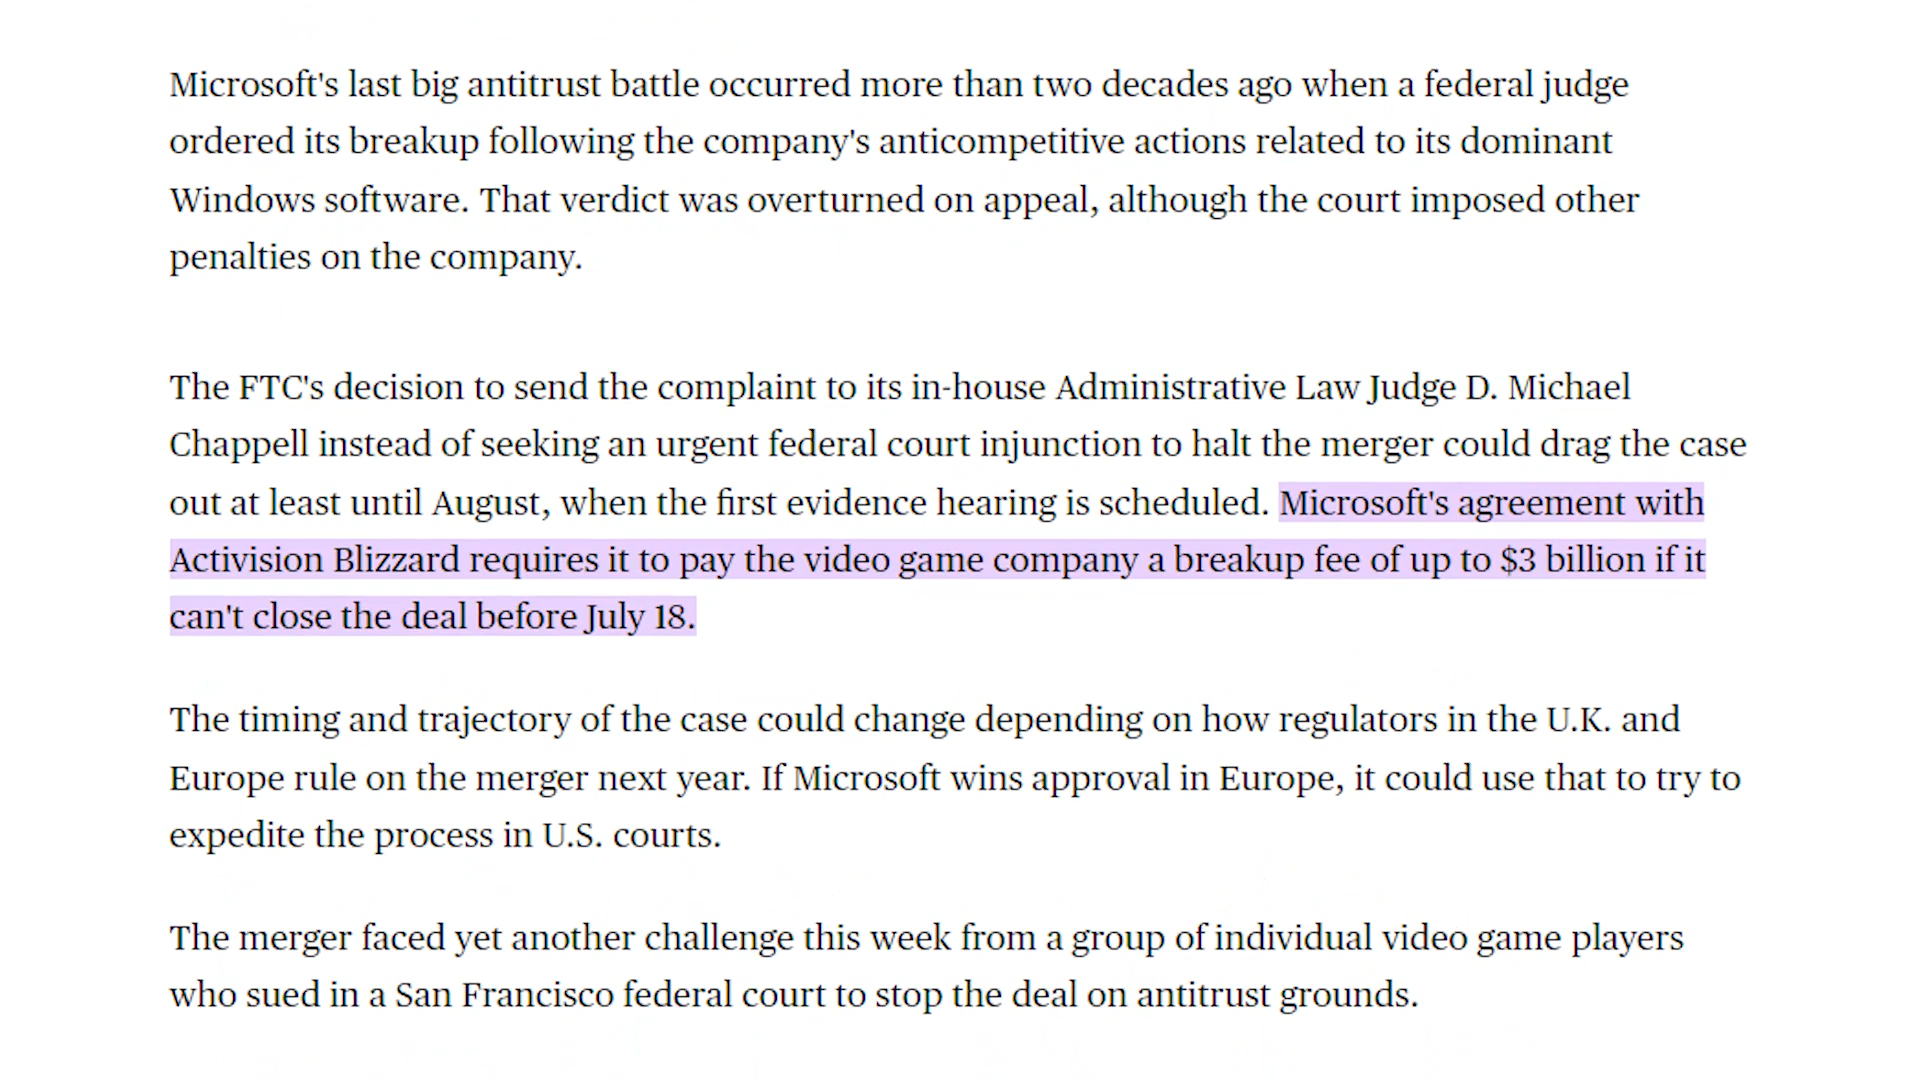 Microsoft's last big antitrust battle occurred more than two decades ago when a federal judge
ordered its breakup following the company's anticompetitive actions related to its dominant
Windows software. That verdict was overturned on appeal, although the court imposed other
penalties on the company.
The FTC's decision to send the complaint to its in-house Administrative Law Judge D. Michael
Chappell instead of seeking an urgent federal court injunction to halt the merger could drag the case
out at least until August, when the first evidence hearing is scheduled. Microsoft's agreement with
Activision Blizzard requires it to pay the video game company a breakup fee of up to $3 billion if it
can't close the deal before July 18.
The timing and trajectory of the case could change depending on how regulators in the U.K. and
Europe rule on the merger next year. If Microsoft wins approval in Europe, it could use that to try to
expedite the process in U.S. courts.
The merger faced yet another challenge this week from a group of individual video game players
who sued in a San Francisco federal court to stop the deal on antitrust grounds.